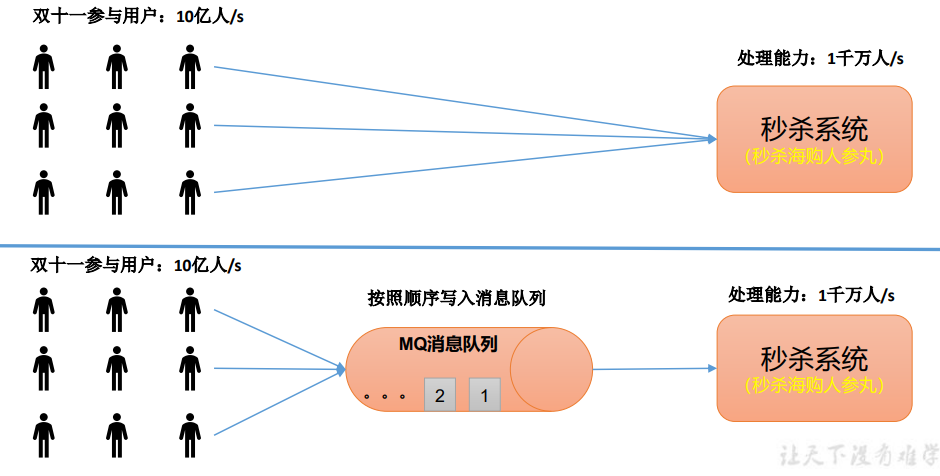 双十一参与用户：10亿人/s
处理能力：1千万人/s
秒杀系统
（秒杀海购人参丸）
双十一参与用户：10亿人/s
按照顺序写入消息队列
处理能力：1千万人/s
MQ消息队列
。。。 2 1
秒杀系统
（秒杀海购人参丸）
让天下没有难学